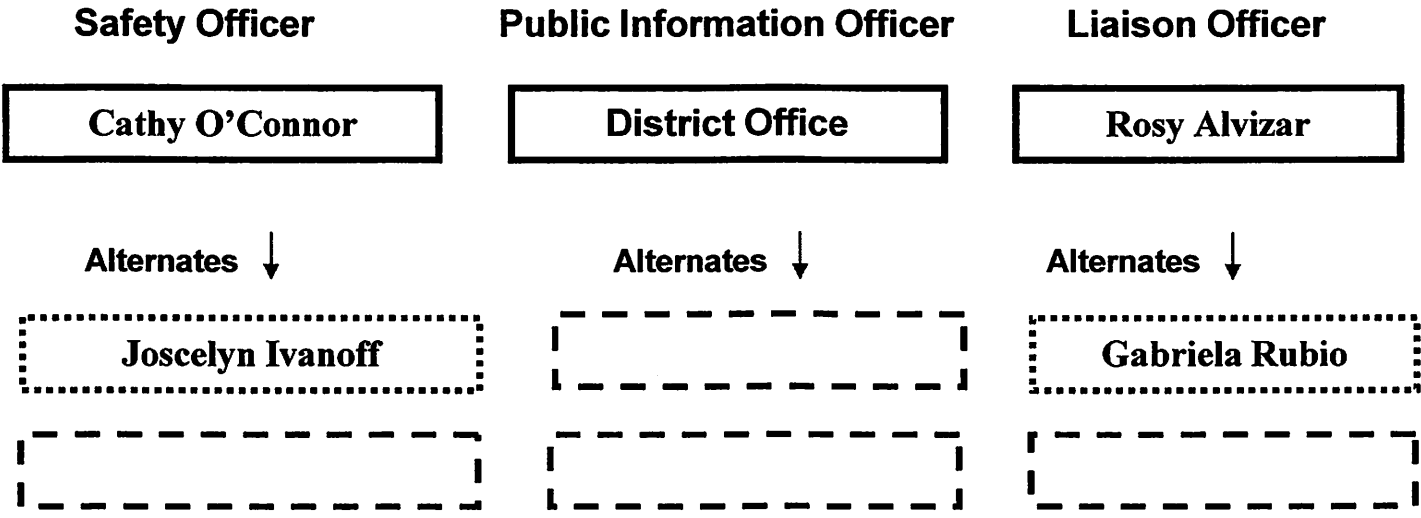 Safety Officer
Public Information Officer
Liaison Officer
Cathy O’Connor
District Office
Rosy Alvizar
Alternates
Alternates
Alternates
Joscelyn Ivanoff
Gabriela Rubio